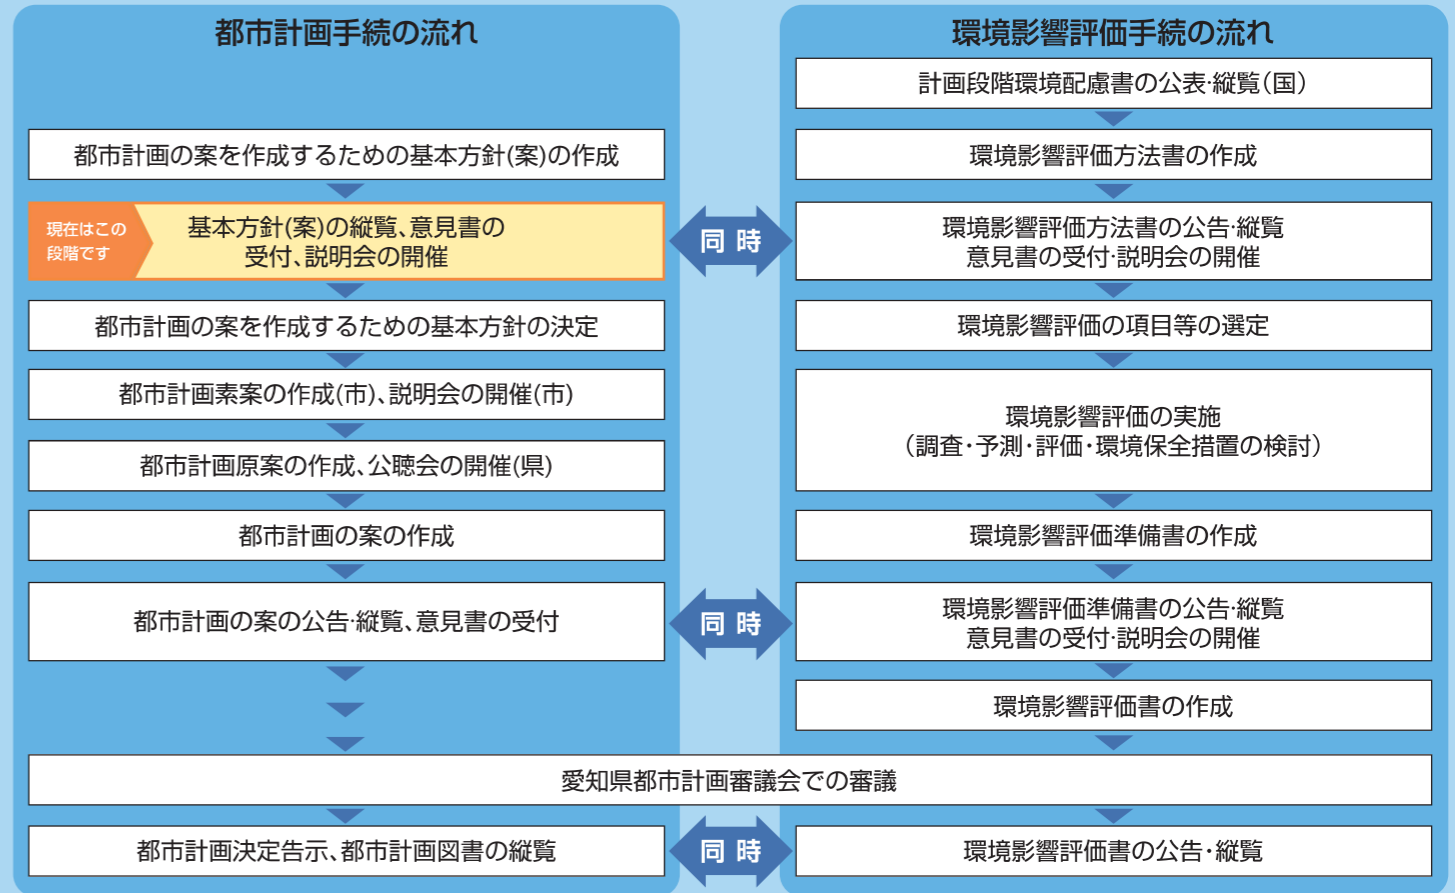 都市計画手続の流れ
都市計画の案を作成するための基本方針(案)の作成
現在はこの
段階です
基本方針(案)の縦覧、意見書の
受付、説明会の開催
都市計画の案を作成するための基本方針の決定
都市計画素案の作成(市)、説明会の開催(市)
都市計画原案の作成、公聴会の開催(県)
都市計画の案の作成
都市計画の案の公告·縦覧、意見書の受付
同時
同時
環境影響評価手続の流れ
計画段階環境配慮書の公表·縦覧(国)
環境影響評価方法書の作成
環境影響評価方法書の公告·縦覧
意見書の受付·説明会の開催
環境影響評価の項目等の選定
環境影響評価の実施
(調査・予測・評価・環境保全措置の検討)
環境影響評価準備書の作成
環境影響評価準備書の公告·縦覧
意見書の受付·説明会の開催
環境影響評価書の作成
愛知県都市計画審議会での審議
都市計画決定告示、都市計画図書の縦覧
同時
環境影響評価書の公告・縦覧